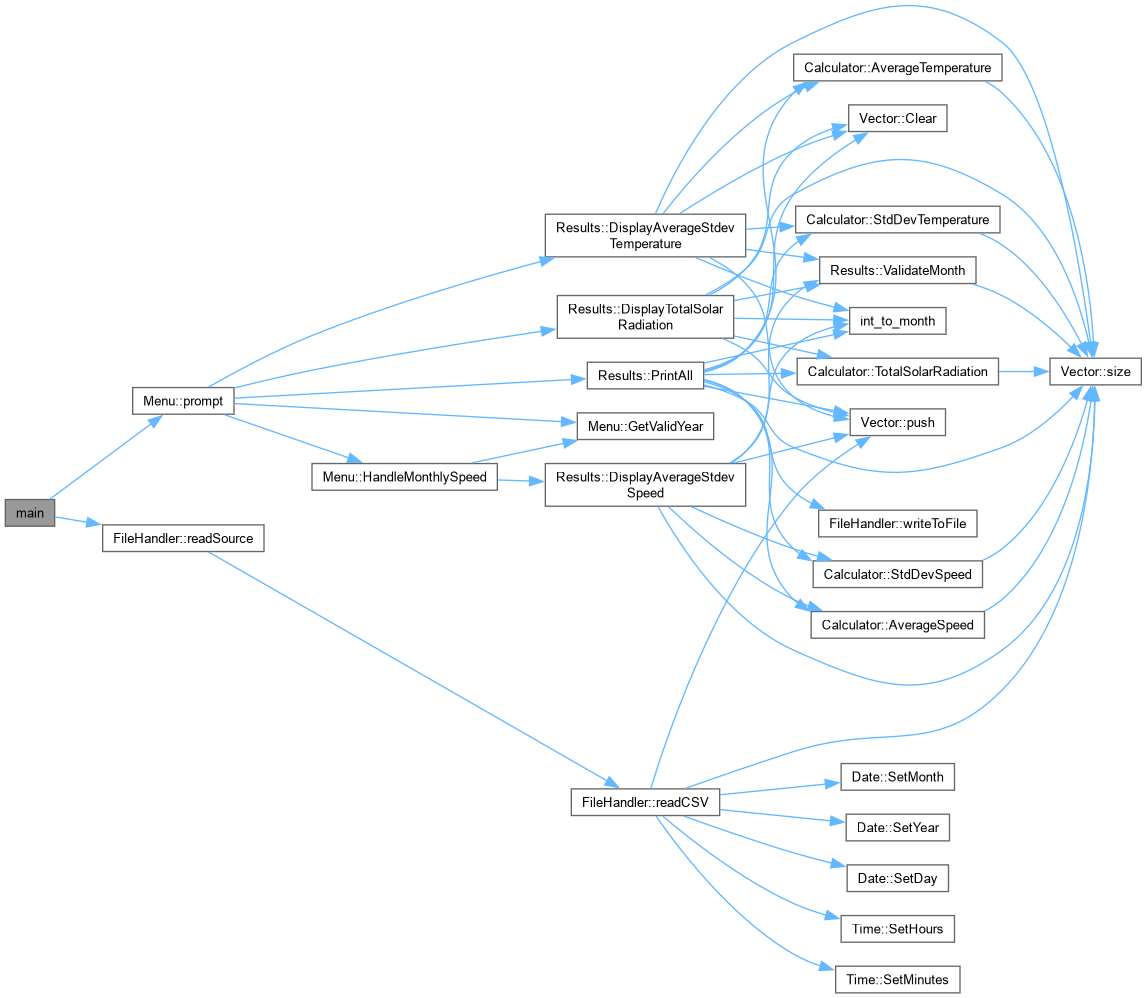 Calculator::AverageTemperature
Vector::Clear
Calculator::StdDevTemperature
Results::DisplayAverageStdev
Temperature
Results::ValidateMonth
Results::DisplayTotalSolar
Radiation
int_to_month
Results::PrintAll
Calculator::TotalSolarRadiation
Vector::size
Menu::prompt
Menu::GetValidYear
Vector::push
Menu::HandleMonthlySpeed
Results::DisplayAverageStdev
Speed
main
FileHandler::readSource
FileHandler::writeToFile
Calculator::StdDevSpeed
Calculator::AverageSpeed
FileHandler::readCSV
Date::SetMonth
Date::SetYear
Date::SetDay
Time::SetHours
Time::SetMinutes